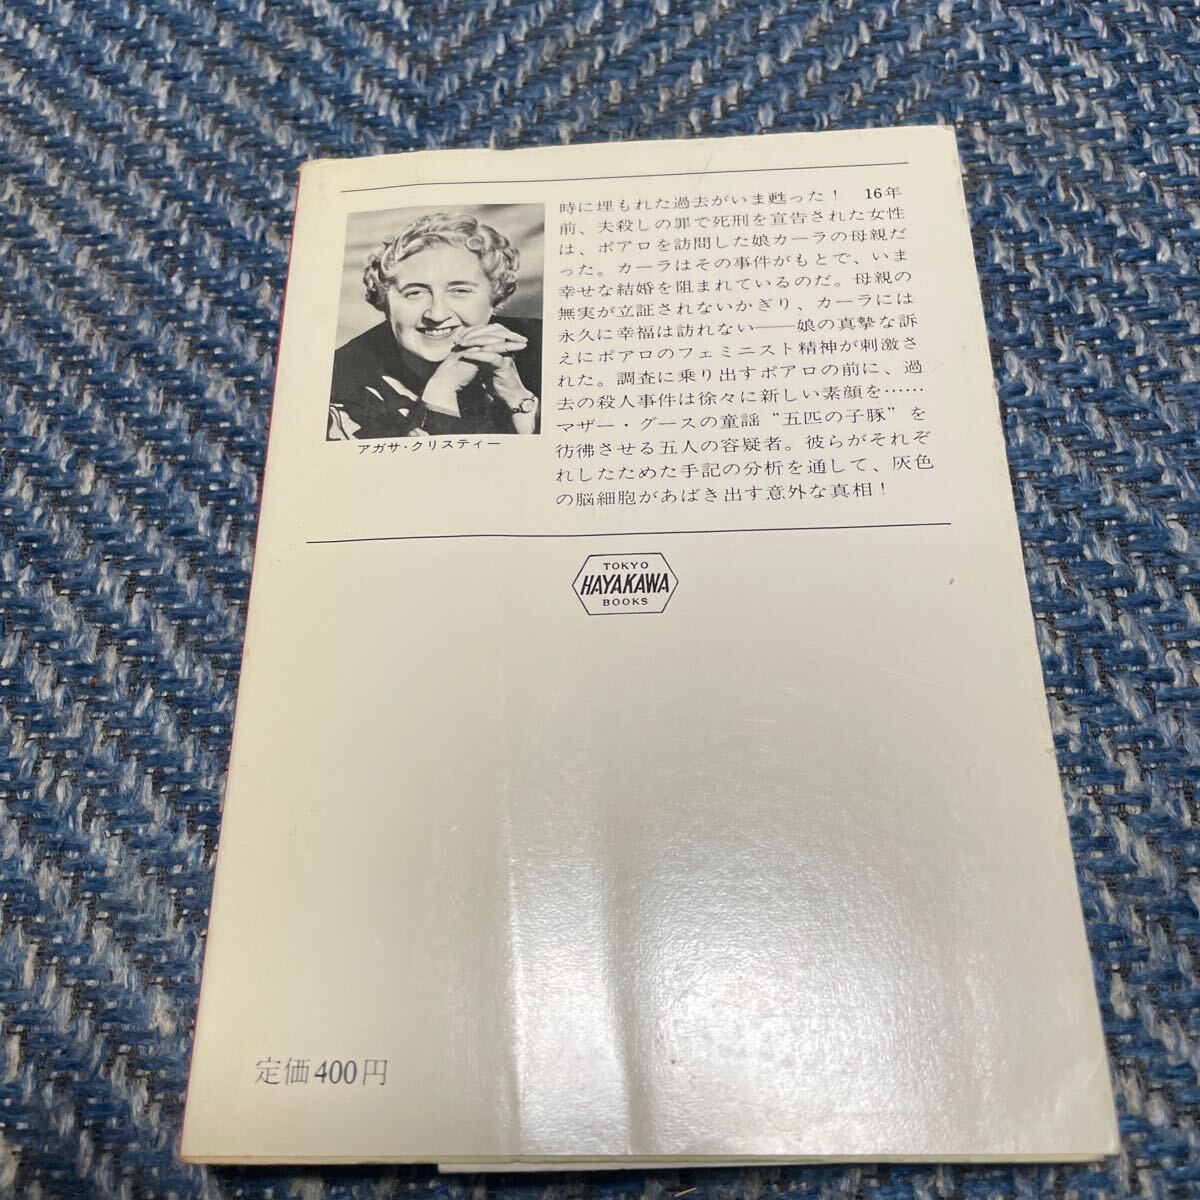 時に埋もれた過去がいま甦った！　16年
前、夫殺しの罪で死刑を宣告された女性
は、ポアロを訪問した娘カーラの母親だ
った。カーラはその事件がもとで、いま
幸せな結婚を阻まれているのだ。母親の
無実が立証されないかぎり、カーラには
永久に幸福は訪れない――娘の真摯な訴
えにポアロのフェミニスト精神が刺激さ
れた。調査に乗り出すポアロの前に、過
去の殺人事件は徐々に新しい素顔を……
マザー・グースの童謡“五匹の子豚”を
彷彿させる五人の容疑者。彼らがそれぞ
れしたためた手記の分析を通して、灰色
の脳細胞があばき出す意外な真相！
アガサ・クリスティー
TOKYO
HAYAKAWA
BOOKS
定価400円